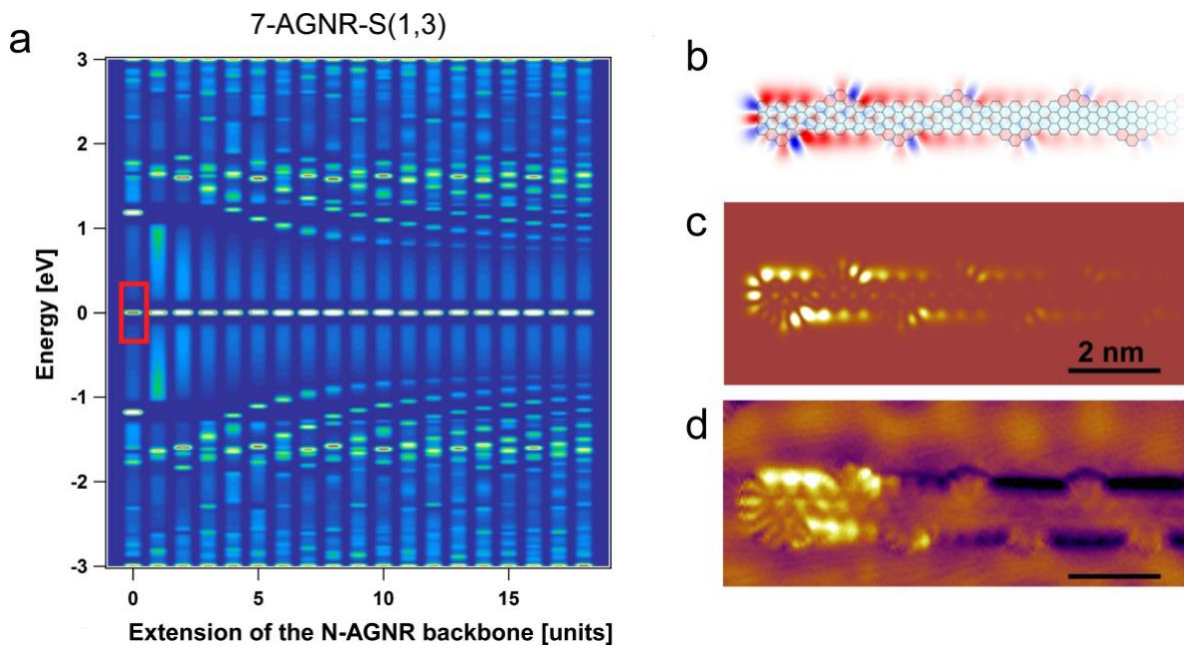 7-AGNR-S(1,3)
a
3
2
1
0
-1
-2
-3
Energy [eV]
0 5 10 15
Extension of the N-AGNR backbone [units]
b
c
2 nm
d